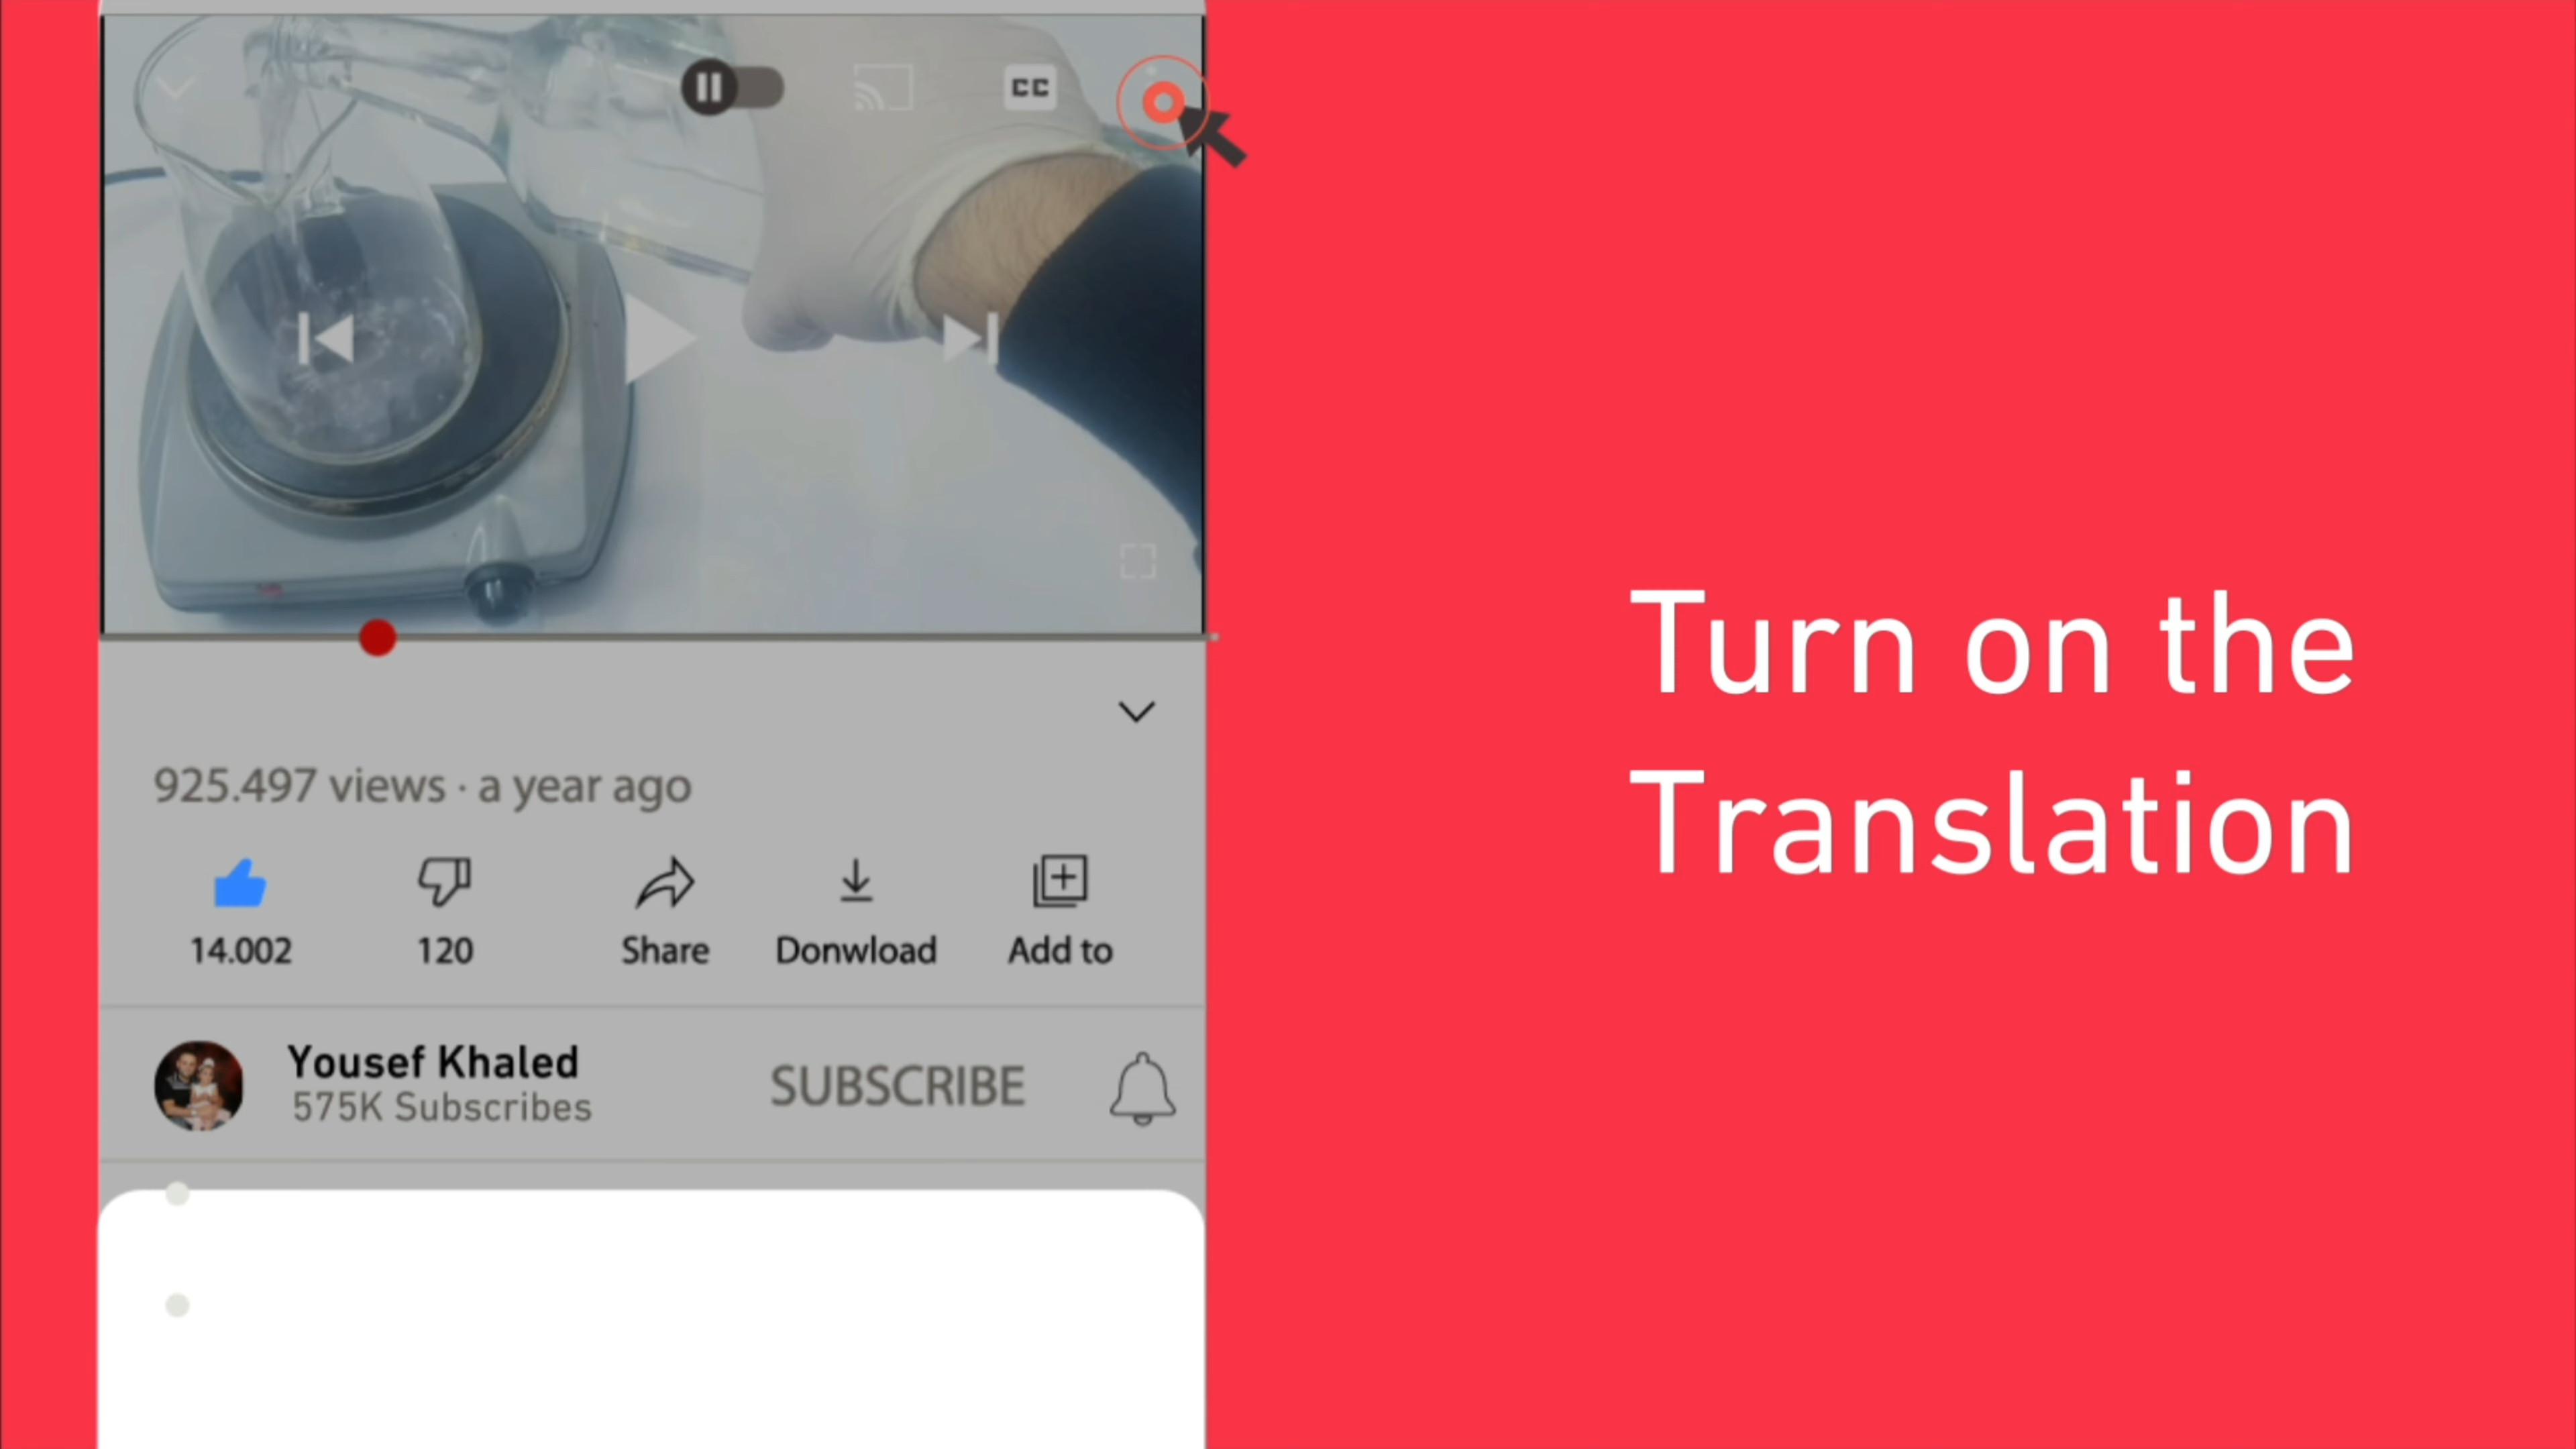 CC
925.497 views · a year ago
14.002
120
Share
Donwload
Add to
Yousef Khaled
575K Subscribes
SUBSCRIBE
Turn on the
Translation